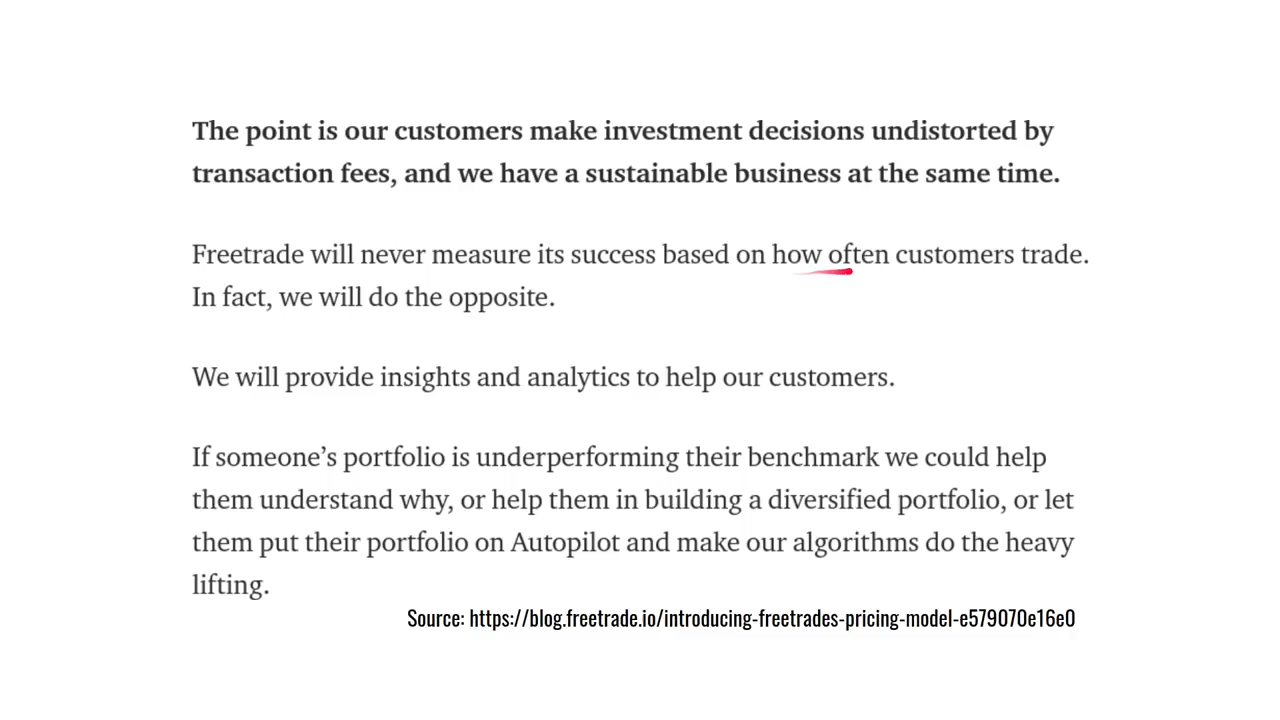 The point is our customers make investment decisions undistorted by
transaction fees, and we have a sustainable business at the same time.
Freetrade will never measure its success based on how often customers trade.
In fact, we will do the opposite.
We will provide insights and analytics to help our customers.
If someone’s portfolio is underperforming their benchmark we could help
them understand why, or help them in building a diversified portfolio, or let
them put their portfolio on Autopilot and make our algorithms do the heavy
lifting.
Source: https://blog.freetrade.io/introducing-freetrades-pricing-model-e579070e16e0